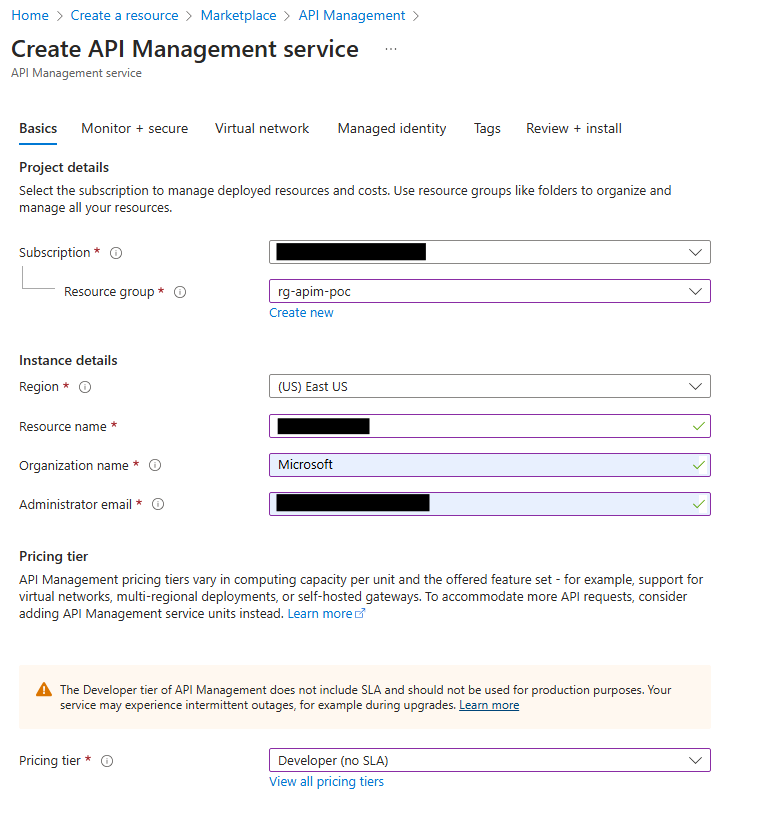 Home > Create a resource > Marketplace > API Management >
Create API Management service ...
API Management service
Basics Monitor + secure Virtual network Managed identity Tags Review + install
Project details
Select the subscription to manage deployed resources and costs. Use resource groups like folders to organize and
manage all your resources.
Subscription *
Resource group * rg-apim-poc
Create new
Instance details
Region * (US) East US
Resource name *
Organization name * Microsoft
Administrator email *
Pricing tier
API Management pricing tiers vary in computing capacity per unit and the offered feature set - for example, support for
virtual networks, multi-regional deployments, or self-hosted gateways. To accommodate more API requests, consider
adding API Management service units instead. Learn more
The Developer tier of API Management does not include SLA and should not be used for production purposes. Your
service may experience intermittent outages, for example during upgrades. Learn more
Pricing tier * Developer (no SLA)
View all pricing tiers